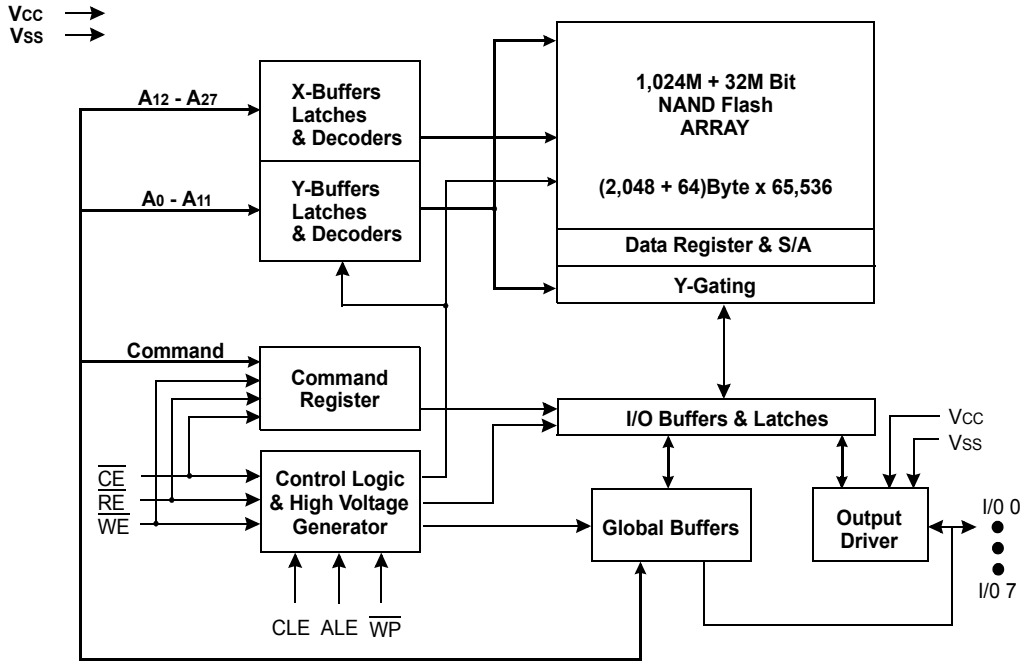 VCC
VSS
A12 - A27
X-Buffers
Latches
& Decoders
A0 - A11
Y-Buffers
Latches
& Decoders
1,024M + 32M Bit
NAND Flash
ARRAY
(2,048 + 64)Byte x 65,536
Data Register & S/A
Y-Gating
Command
Command
Register
I/O Buffers & Latches
VCC
VSS
CE
RE
WE
Control Logic
& High Voltage
Generator
Global Buffers
Output
Driver
I/0 0
I/0 7
CLE ALE WP